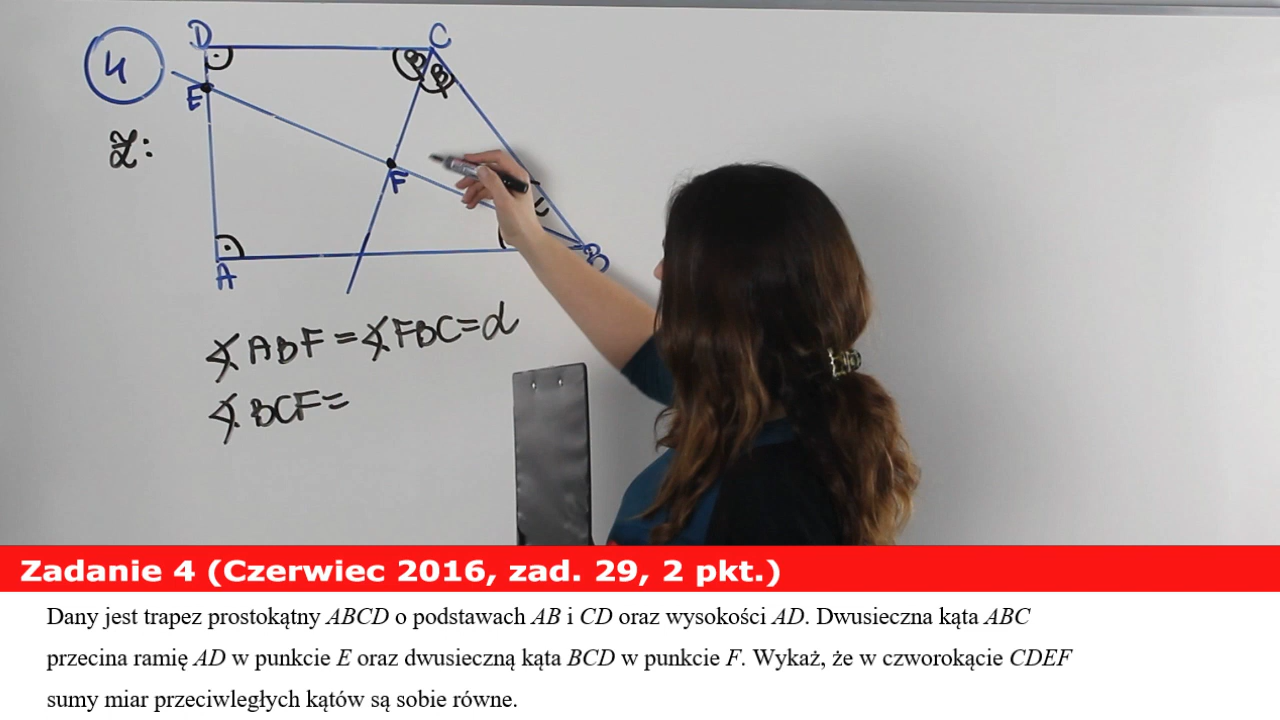 4
D
C
E
Z:
β
β
F
A
B
∢ABF = ∢FBC = α
∢BCF =
Zadanie 4 (Czerwiec 2016, zad. 29, 2 pkt.)
Dany jest trapez prostokątny ABCD o podstawach AB i CD oraz wysokości AD. Dwusieczna kąta ABC
przecina ramię AD w punkcie E oraz dwusieczną kąta BCD w punkcie F. Wykaż, że w czworokącie CDEF
sumy miar przeciwległych kątów są sobie równe.